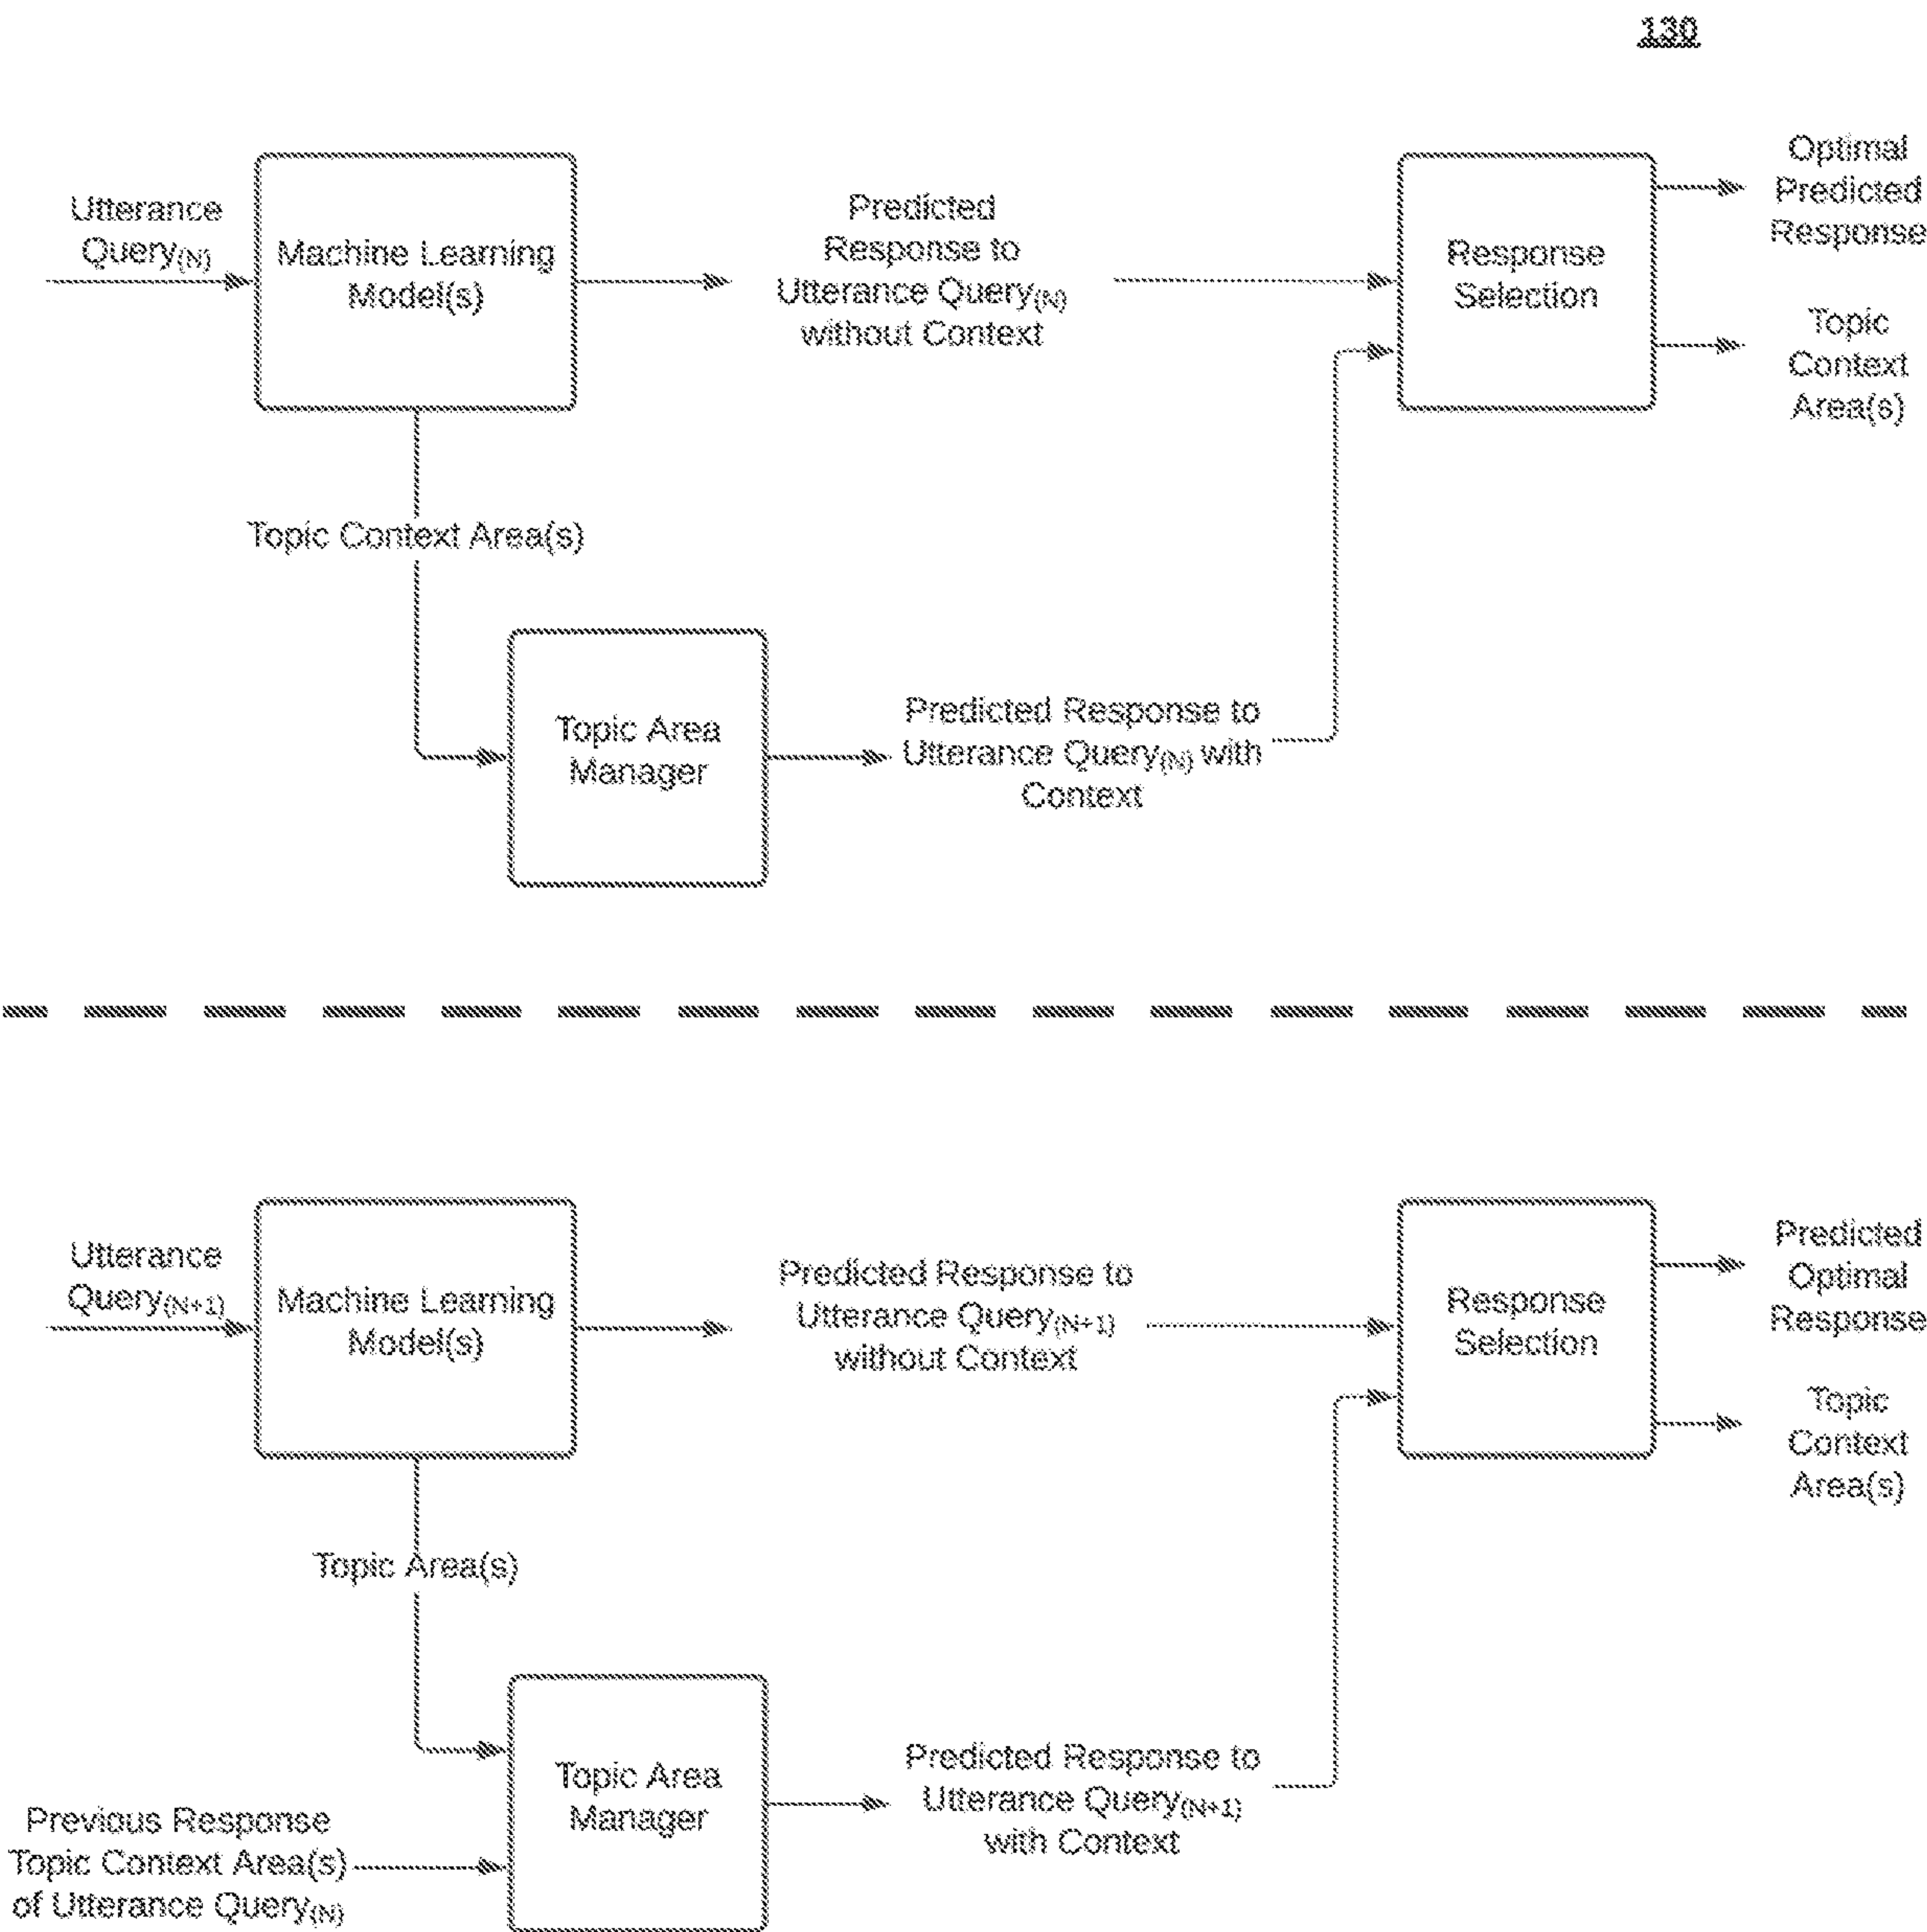 130
Utterance
Query(N)
Machine Learning
Model(s)
Predicted
Response to
Utterance Query(N)
without Context
Response
Selection
Optimal
Predicted
Response
Topic
Context
Area(s)
Topic Context Area(s)
Topic Area
Manager
Predicted Response to
Utterance Query(N) with
Context
Utterance
Query(N+1)
Machine Learning
Model(s)
Predicted Response to
Utterance Query(N+1)
without Context
Response
Selection
Predicted
Optimal
Response
Topic
Context
Area(s)
Topic Area(s)
Topic Area
Manager
Previous Response
Topic Context Area(s)
of Utterance Query(N)
Predicted Response to
Utterance Query(N+1)
with Context